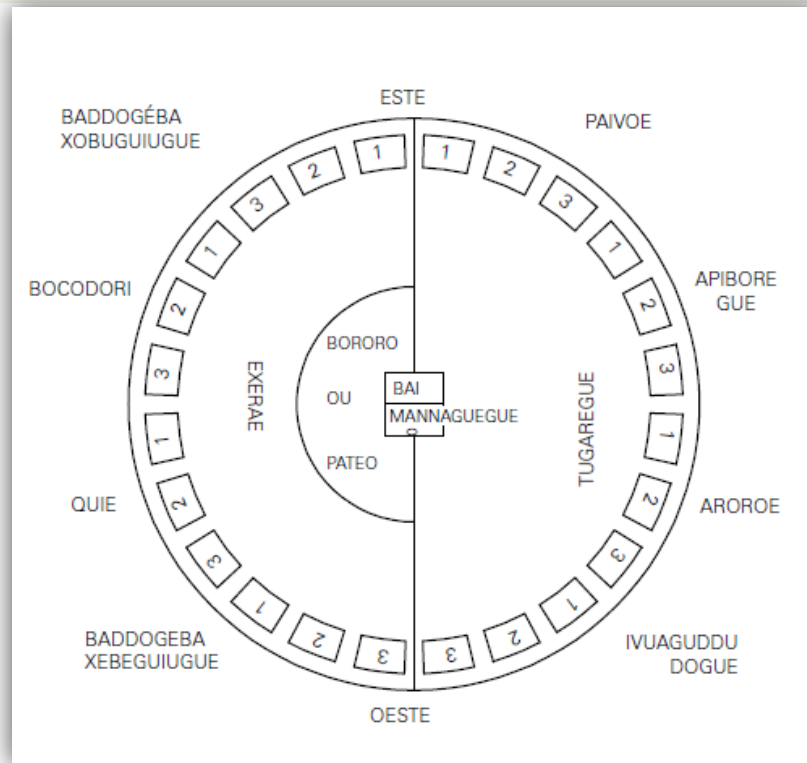 ESTE
BADDOGÉBA
XOBUGUIUGUE
PAIVOE
1
2
3
1
2
3
1
2
3
1
2
3
BOCODORI
APIBORE
GUE
EXERAE
BORORO
OU
PATEO
BAI
MANNAGUEGUE
TUGAREGUE
1
2
3
1
2
3
1
2
3
1
2
3
QUIE
AROROE
BADDOGEBA
XEBEGUIUGUE
IVUAGUDDU
DOGUE
OESTE